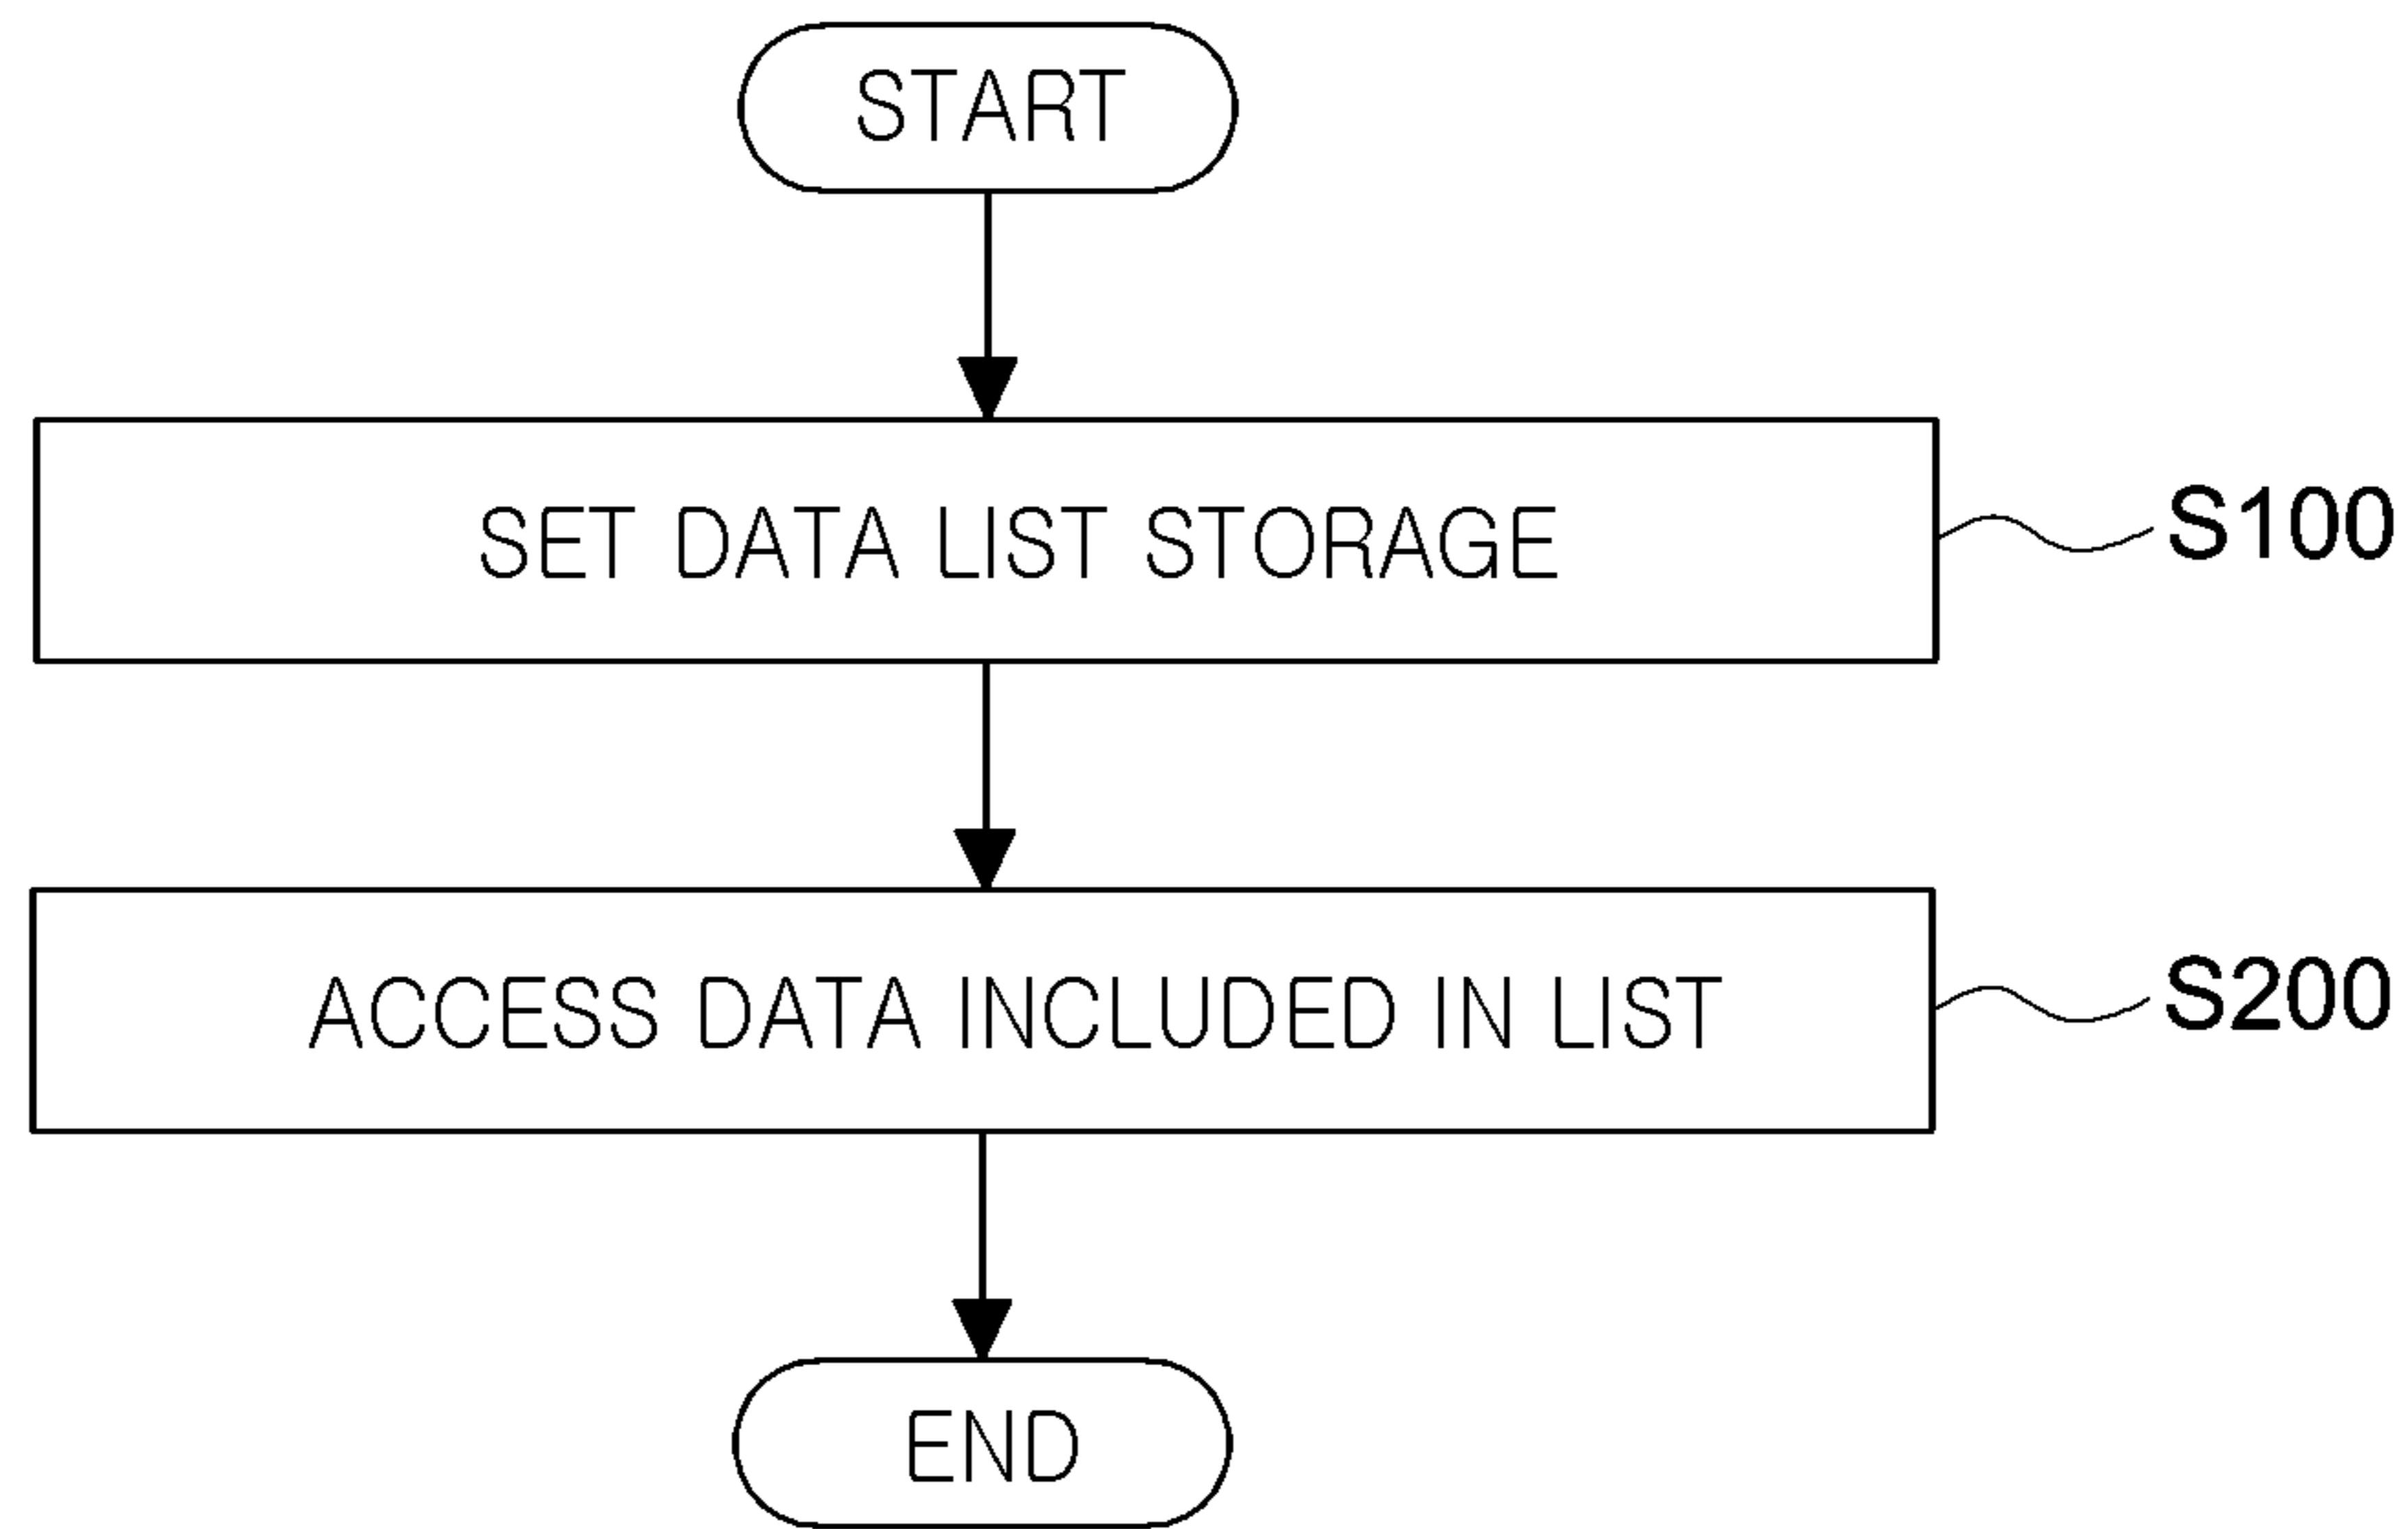 START
SET DATA LIST STORAGE
S100
ACCESS DATA INCLUDED IN LIST
S200
END